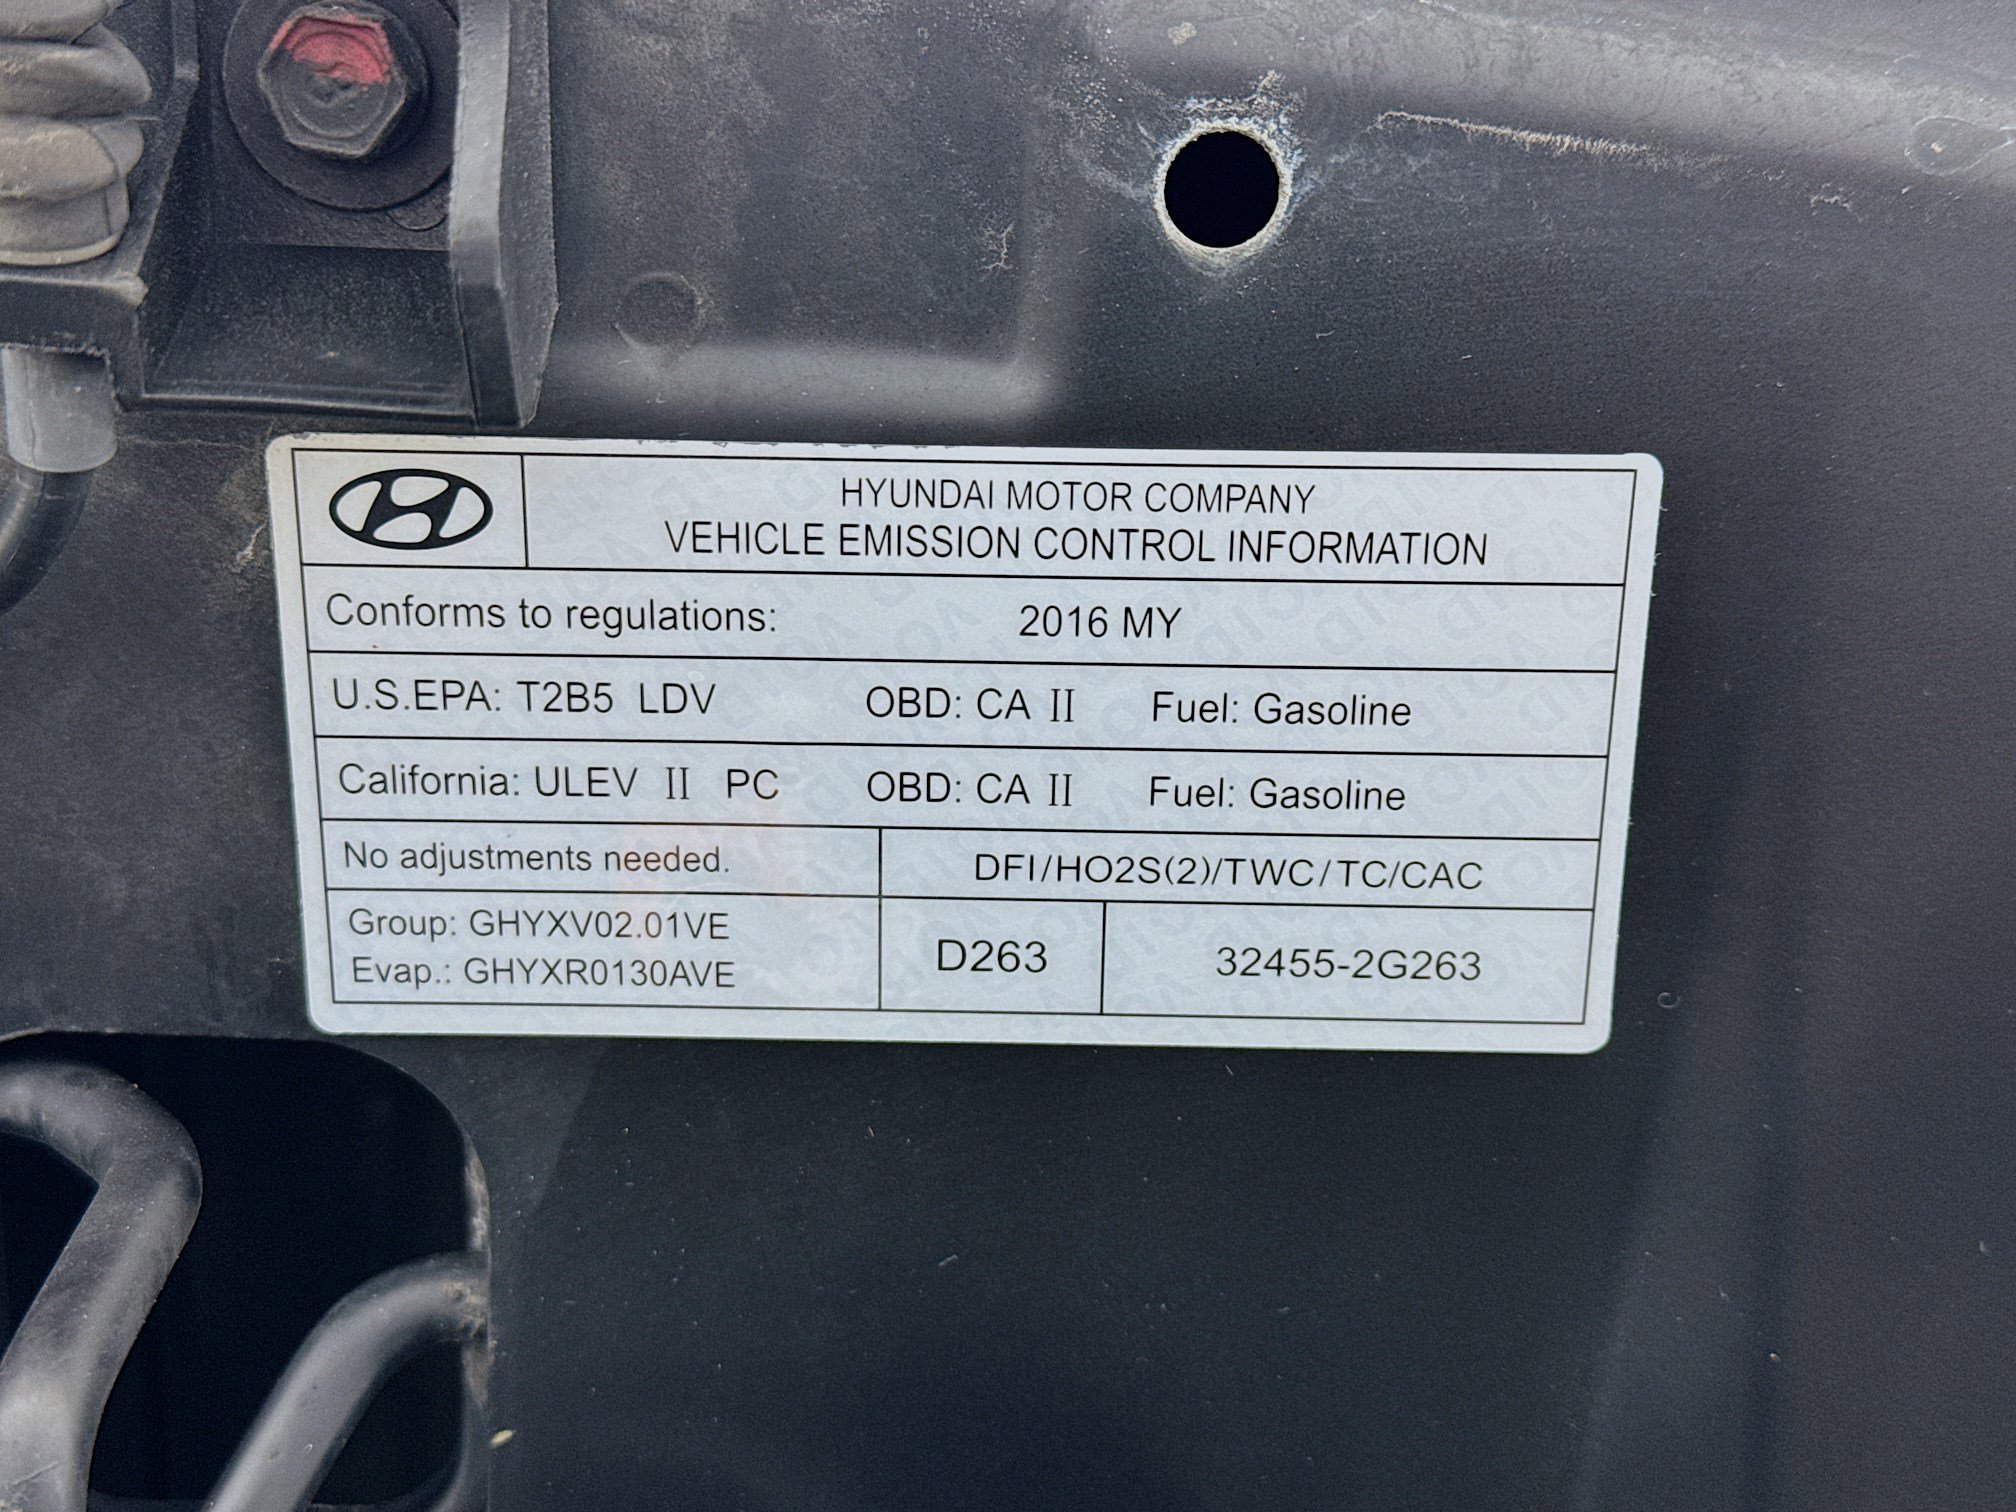 HYUNDAI MOTOR COMPANY
VEHICLE EMISSION CONTROL INFORMATION
Conforms to regulations: 2016 MY
U.S.EPA: T2B5 LDV OBD: CA II Fuel: Gasoline
California: ULEV II PC OBD: CA II Fuel: Gasoline
No adjustments needed. DFI/HO2S(2)/TWC/TC/CAC
Group: GHYXV02.01VE
Evap.: GHYXR0130AVE
D263 32455-2G263